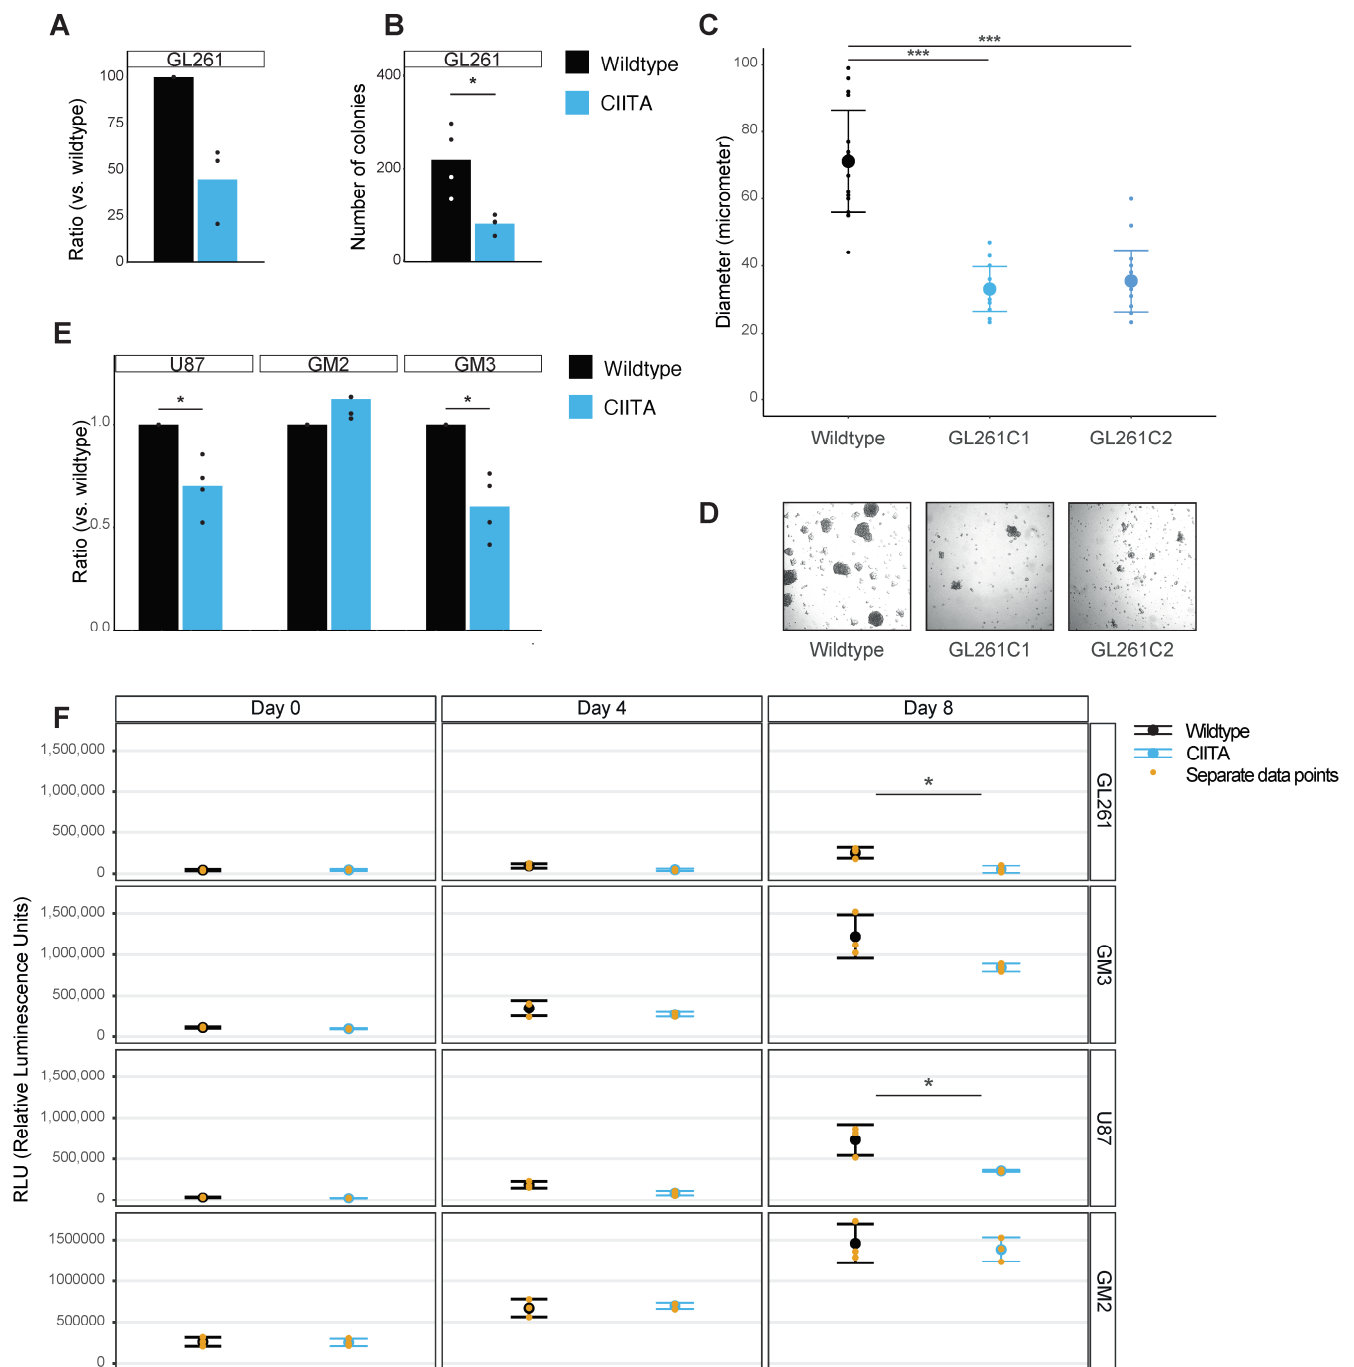 A
GL261
Ratio (vs. wildtype)
100
75
50
25
0
B
GL261
Number of colonies
400
200
0
*
Wildtype
CIITA
C
***
***
Diameter (micrometer)
100
80
60
40
20
0
Wildtype GL261C1 GL261C2
D
Wildtype GL261C1 GL261C2
E
U87 GM2 GM3
Ratio (vs. wildtype)
1.0
0.5
0.0
* *
Wildtype
CIITA
F
Day 0 Day 4 Day 8
RLU (Relative Luminescence Units)
1,500,000
1,000,000
500,000
0
*
GL261
1,500,000
1,000,000
500,000
0
GM3
1,500,000
1,000,000
500,000
0
*
U87
1500000
1000000
500000
0
GM2
Wildtype
CIITA
Separate data points